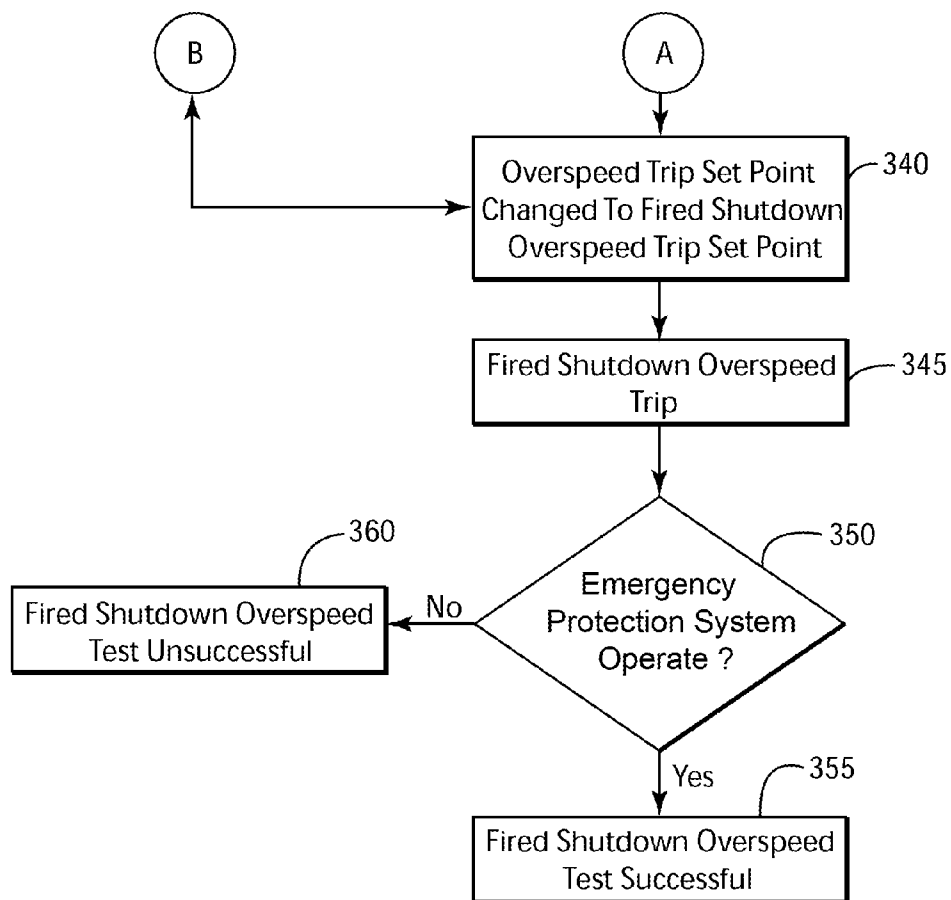 B
A
Overspeed Trip Set Point
Changed To Fired Shutdown
Overspeed Trip Set Point
340
Fired Shutdown Overspeed
Trip
345
350
Emergency
Protection System
Operate ?
No
360
Fired Shutdown Overspeed
Test Unsuccessful
Yes
355
Fired Shutdown Overspeed
Test Successful